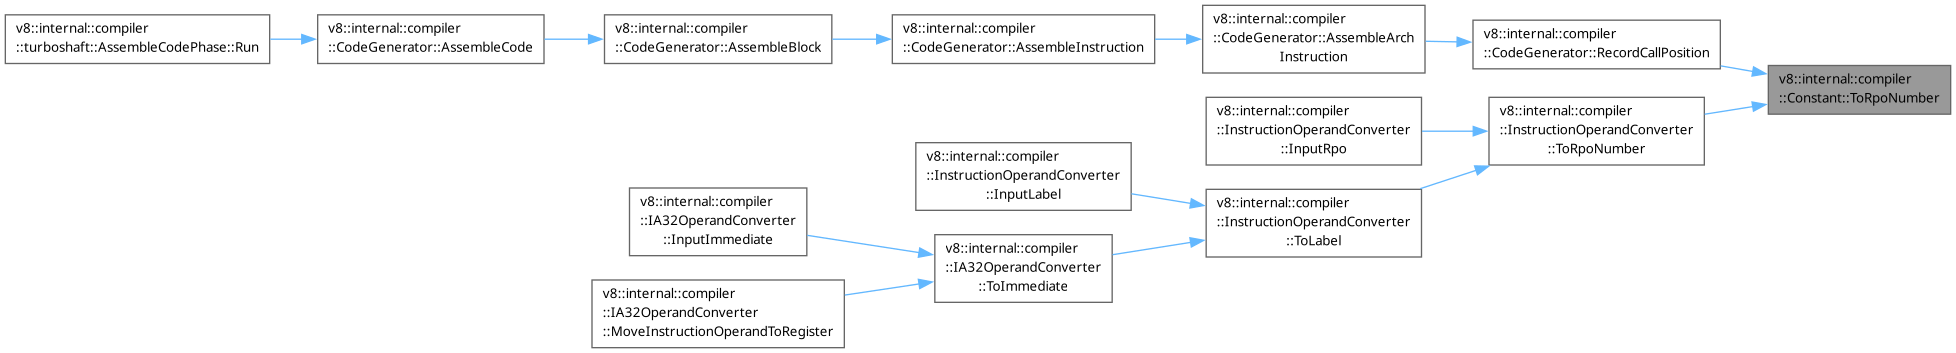 v8::internal::compiler
::turboshaft::AssembleCodePhase::Run
v8::internal::compiler
::CodeGenerator::AssembleCode
v8::internal::compiler
::CodeGenerator::AssembleBlock
v8::internal::compiler
::CodeGenerator::AssembleInstruction
v8::internal::compiler
::CodeGenerator::AssembleArch
Instruction
v8::internal::compiler
::CodeGenerator::RecordCallPosition
v8::internal::compiler
::Constant::ToRpoNumber
v8::internal::compiler
::InstructionOperandConverter
::InputRpo
v8::internal::compiler
::InstructionOperandConverter
::ToRpoNumber
v8::internal::compiler
::InstructionOperandConverter
::InputLabel
v8::internal::compiler
::InstructionOperandConverter
::ToLabel
v8::internal::compiler
::IA32OperandConverter
::InputImmediate
v8::internal::compiler
::IA32OperandConverter
::ToImmediate
v8::internal::compiler
::IA32OperandConverter
::MoveInstructionOperandToRegister